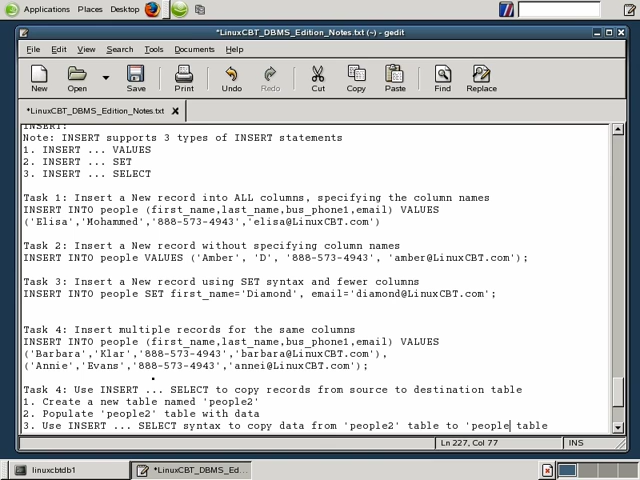 Applications Places Desktop
*LinuxCBT_DBMS_Edition_Notes.txt (~) - gedit
File Edit View Search Tools Documents Help
New Open Save Print Undo Redo Cut Copy Paste Find Replace
*LinuxCBT_DBMS_Edition_Notes.txt
INSERT:
Note: INSERT supports 3 types of INSERT statements
1. INSERT ... VALUES
2. INSERT ... SET
3. INSERT ... SELECT
Task 1: Insert a New record into ALL columns, specifying the column names
INSERT INTO people (first_name,last_name,bus_phone1,email) VALUES
('Elisa','Mohammed','888-573-4943','elisa@LinuxCBT.com')
Task 2: Insert a New record without specifying column names
INSERT INTO people VALUES ('Amber', 'D', '888-573-4943', 'amber@LinuxCBT.com');
Task 3: Insert a New record using SET syntax and fewer columns
INSERT INTO people SET first_name='Diamond', email='diamond@LinuxCBT.com';
Task 4: Insert multiple records for the same columns
INSERT INTO people (first_name,last_name,bus_phone1,email) VALUES
('Barbara','Klar','888-573-4943','barbara@LinuxCBT.com'),
('Annie','Evans','888-573-4943','annei@LinuxCBT.com');
Task 4: Use INSERT ... SELECT to copy records from source to destination table
1. Create a new table named 'people2'
2. Populate 'people2' table with data
3. Use INSERT ... SELECT syntax to copy data from 'people2' table to 'people table
Ln 227, Col 77 INS
linuxcbtdb1 *LinuxCBT_DBMS_Ed...